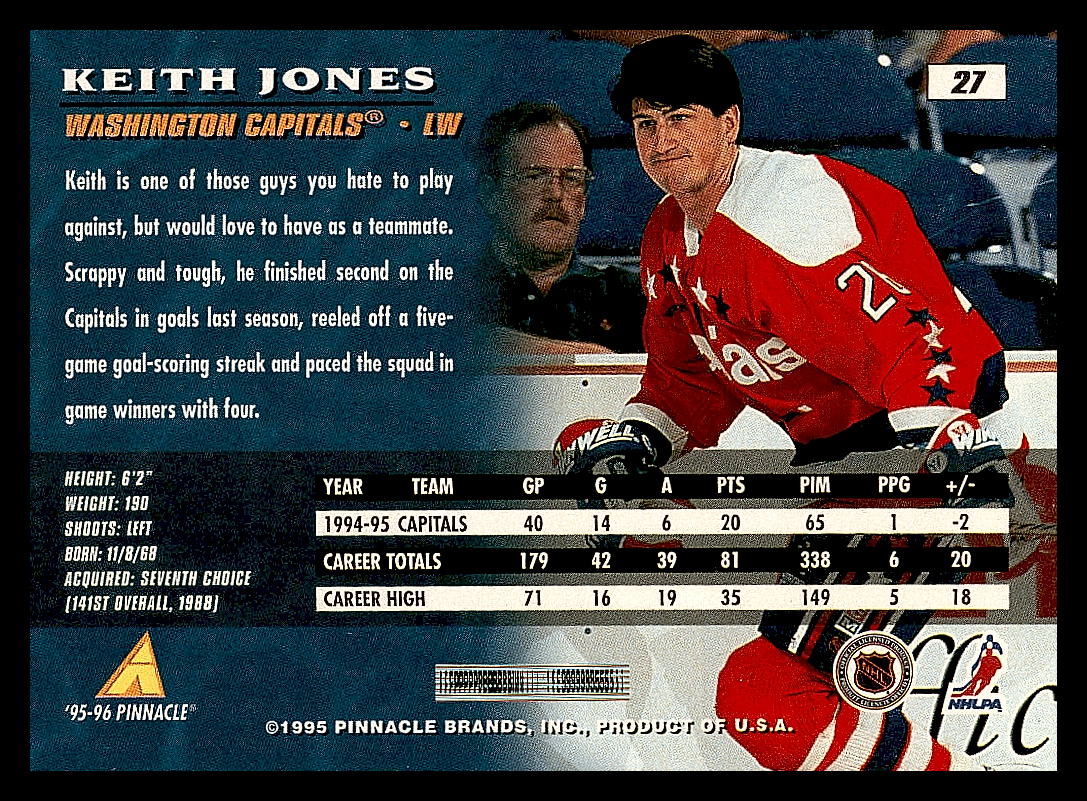 KEITH JONES
27
WASHINGTON CAPITALS® - LW
Keith is one of those guys you hate to play
against, but would love to have as a teammate.
Scrappy and tough, he finished second on the
Capitals in goals last season, reeled off a five-
game goal-scoring streak and paced the squad in
game winners with four.
HEIGHT: 6'2"
WEIGHT: 190
SHOOTS: LEFT
BORN: 11/8/68
ACQUIRED: SEVENTH CHOICE
(141ST OVERALL, 1988)
YEAR TEAM GP G A PTS PIM PPG +/-
1994-95 CAPITALS 40 14 6 20 65 1 -2
CAREER TOTALS 179 42 39 81 338 6 20
CAREER HIGH 71 16 19 35 149 5 18
'95-96 PINNACLE®
©1995 PINNACLE BRANDS, INC., PRODUCT OF U.S.A.
NHL
NHLPA